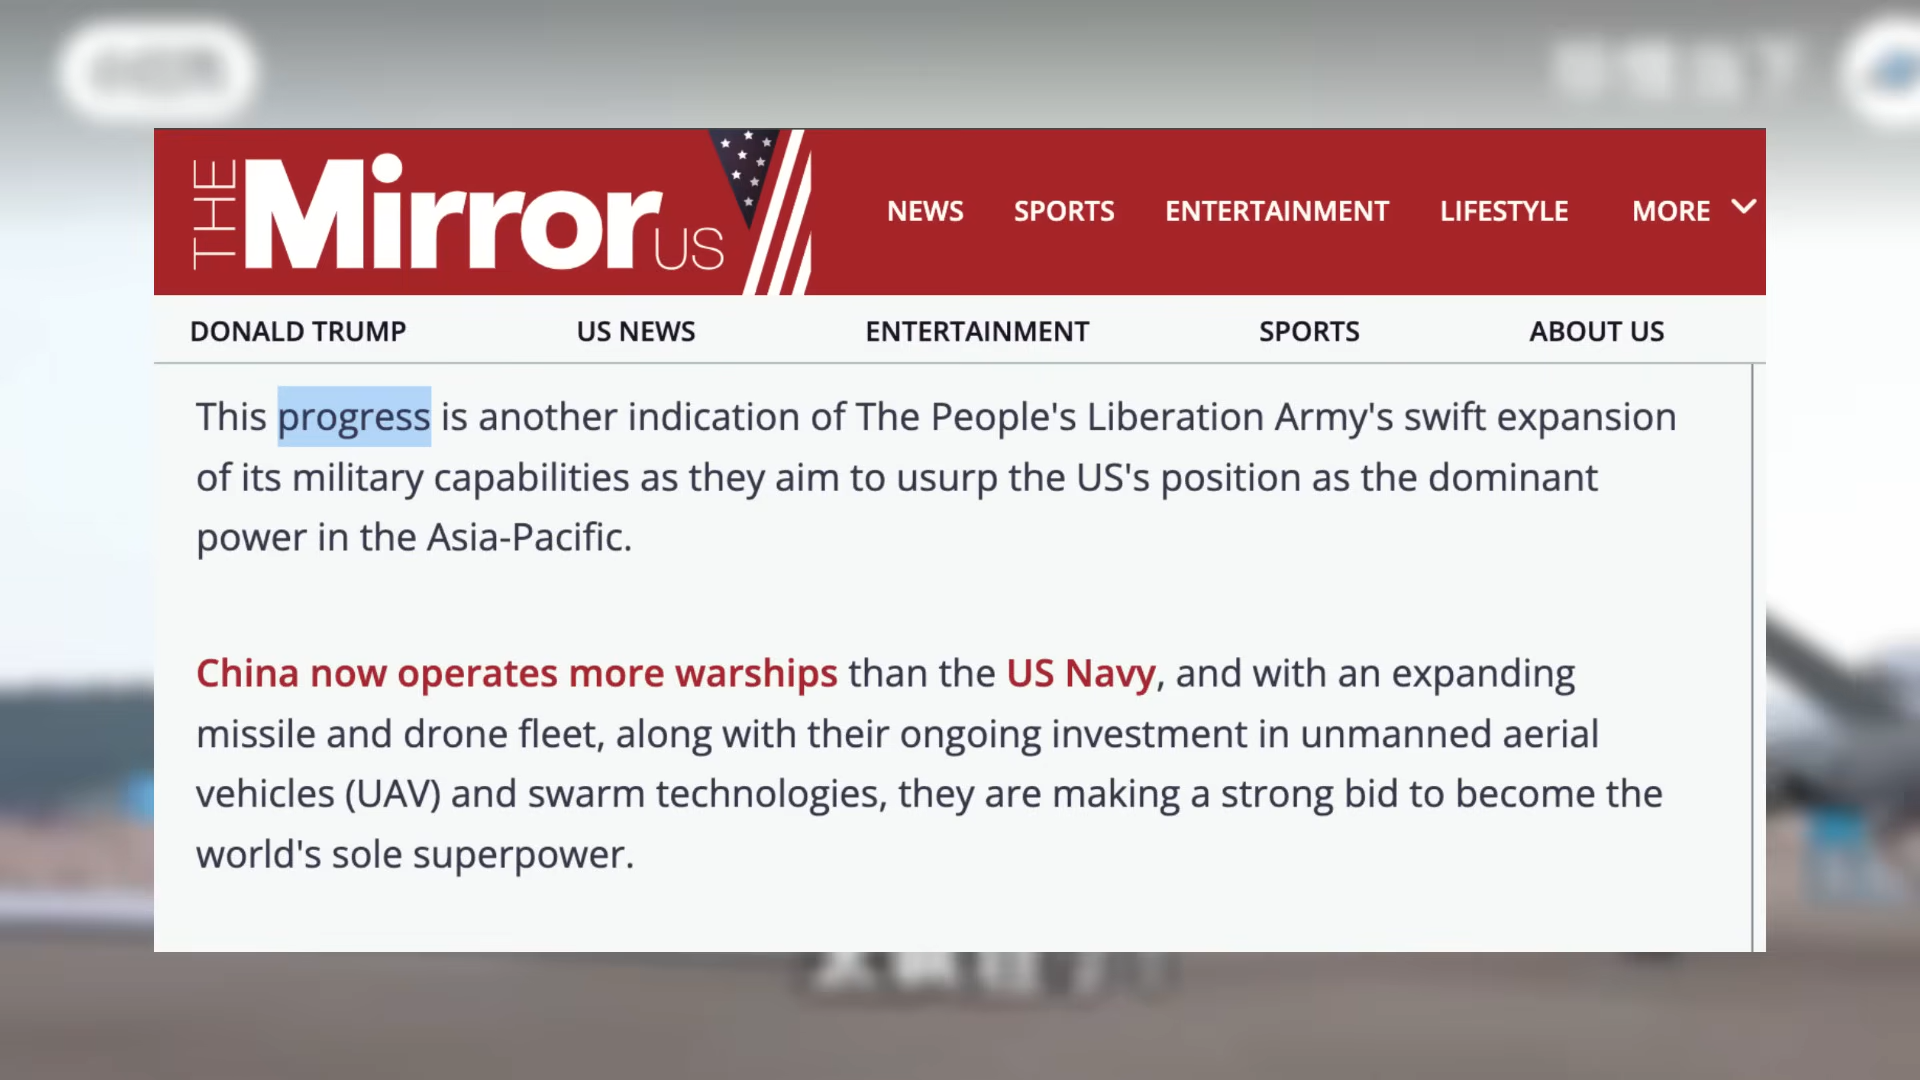 THE Mirror US
NEWS SPORTS ENTERTAINMENT LIFESTYLE MORE
DONALD TRUMP US NEWS ENTERTAINMENT SPORTS ABOUT US
This progress is another indication of The People's Liberation Army's swift expansion
of its military capabilities as they aim to usurp the US's position as the dominant
power in the Asia-Pacific.
China now operates more warships than the US Navy, and with an expanding
missile and drone fleet, along with their ongoing investment in unmanned aerial
vehicles (UAV) and swarm technologies, they are making a strong bid to become the
world's sole superpower.